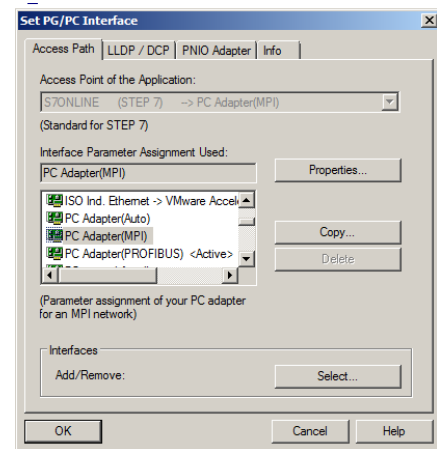 Set PG/PC Interface
Access Path LLDP / DCP PNIO Adapter Info
Access Point of the Application:
S7ONLINE (STEP 7) --> PC Adapter(MPI)
(Standard for STEP 7)
Interface Parameter Assignment Used:
PC Adapter(MPI)
Properties...
ISO Ind. Ethernet -> VMware Accel
PC Adapter(Auto)
PC Adapter(MPI)
PC Adapter(PROFIBUS) <Active>
Copy...
Delete
(Parameter assignment of your PC adapter
for an MPI network)
Interfaces
Add/Remove:
Select...
OK
Cancel
Help